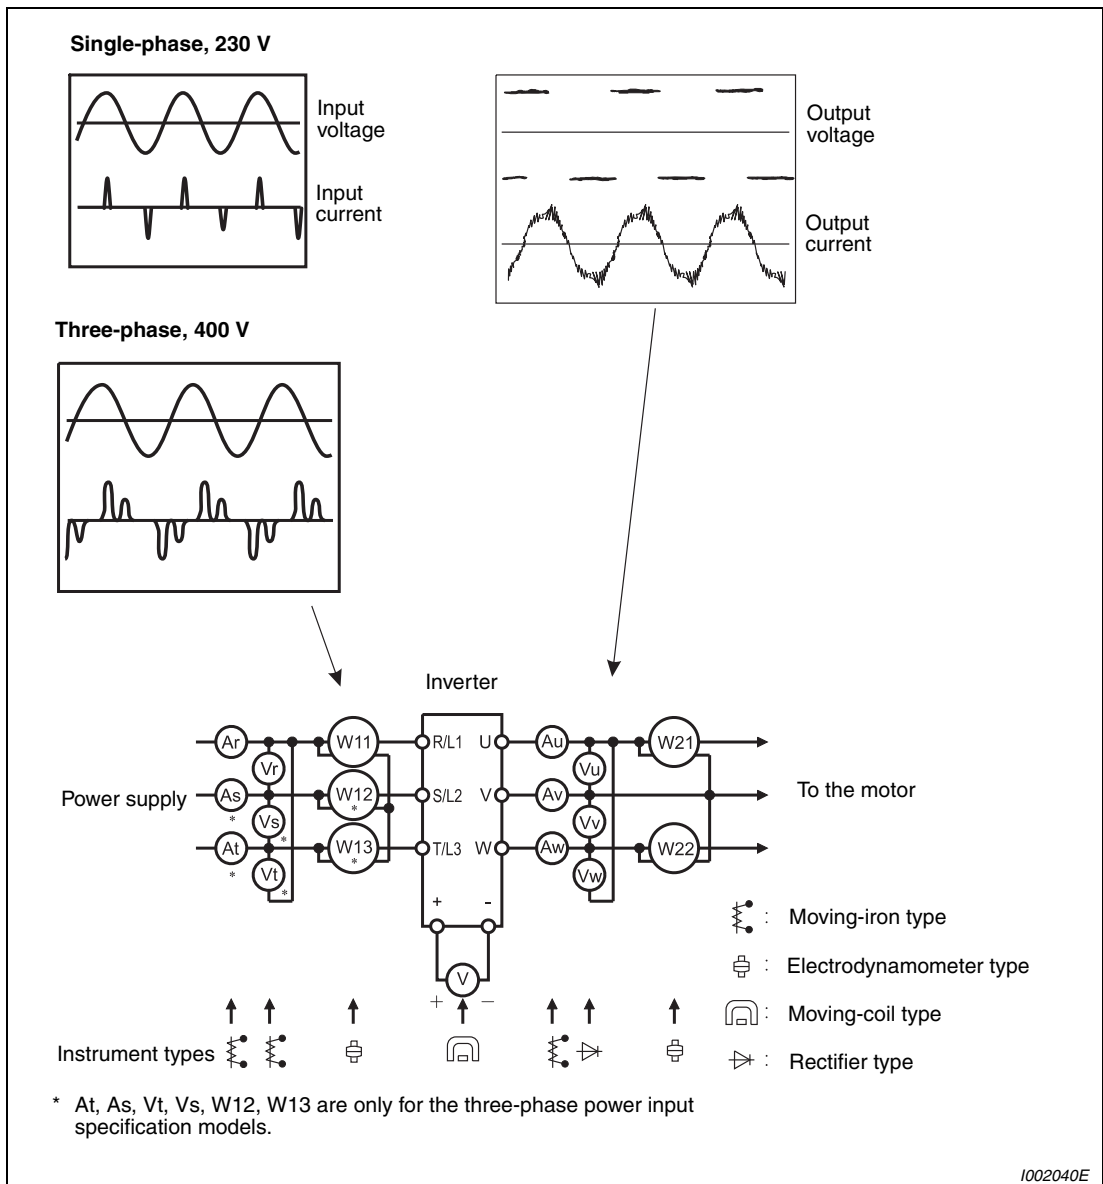 Single-phase, 230 V
Input
voltage
Input
current
Output
voltage
Output
current
Three-phase, 400 V
Inverter
Power supply
Ar
As
*
At
*
Vr
Vs
*
Vt
*
W11
W12
*
W13
*
R/L1
S/L2
T/L3
U
V
W
+ -
V
+ −
Au
Av
Aw
Vu
Vv
Vw
W21
W22
To the motor
: Moving-iron type
: Electrodynamometer type
: Moving-coil type
: Rectifier type
Instrument types
* At, As, Vt, Vs, W12, W13 are only for the three-phase power input
specification models.
I002040E